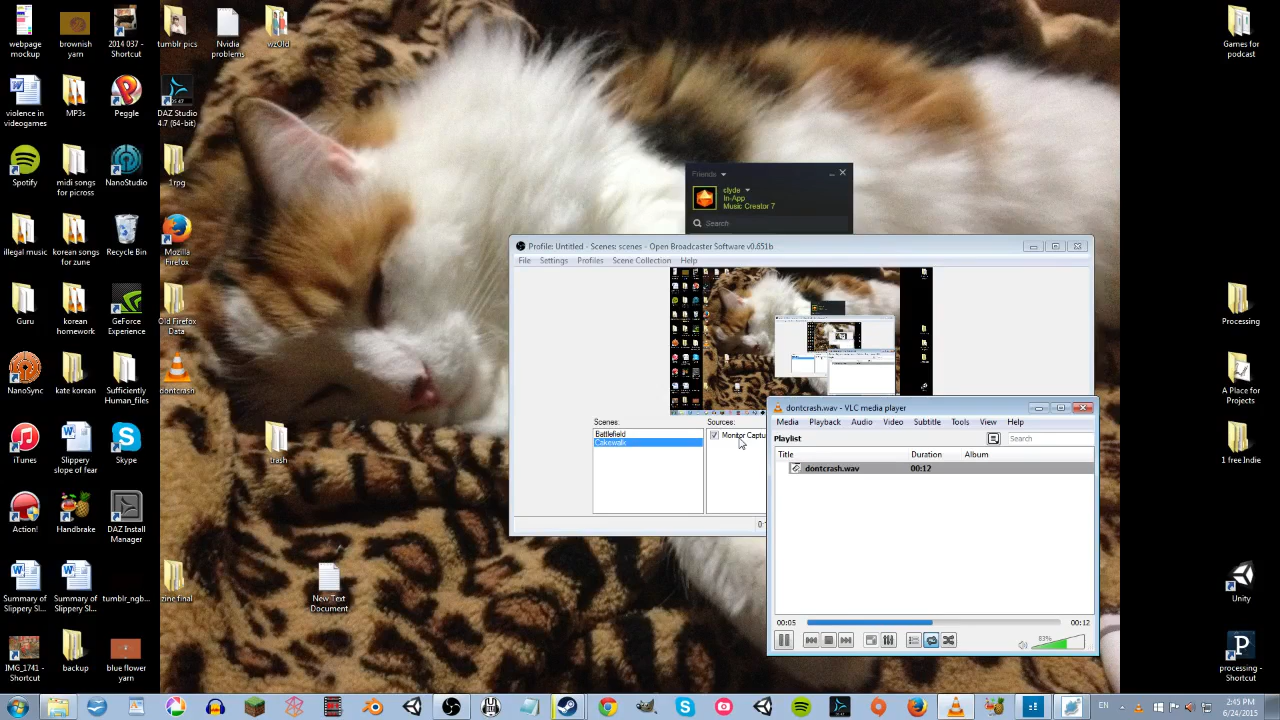 webpage
mockup
brownish
yarn
2014 037 -
Shortcut
tumblr pics
Nvidia
problems
wzOld
Games for
podcast
violence in
videogames
MP3s
Peggle
DAZ Studio
4.7 (64-bit)
Spotify
midi songs
for picross
NanoStudio
1rpg
illegal music
korean songs
for zune
Recycle Bin
Mozilla
Firefox
Guru
korean
homework
GeForce
Experience
Old Firefox
Data
Processing
NanoSync
kate korean
Sufficiently
Human_files
dontcrash
A Place for
Projects
iTunes
Slippery
slope of fear
Skype
trash
1 free Indie
Action!
Handbrake
DAZ Install
Manager
Summary of
Slippery Sl...
Summary of
Slippery Sl...
tumblr_ngb...
zine final
New Text
Document
Unity
IMG_1741 -
Shortcut
backup
blue flower
yarn
processing -
Shortcut
Friends
clyde
In-App
Music Creator 7
Search
Profile: Untitled - Scenes: scenes - Open Broadcaster Software v0.651b
File Settings Profiles Scene Collection Help
Scenes:
Sources:
Battlefield
Cakewalk
Monitor Captu
0:
dontcrash.wav - VLC media player
Media Playback Audio Video Subtitle Tools View Help
Playlist
Search
Title Duration Album
dontcrash.wav 00:12
00:05
00:12
83%
EN
2:45 PM
6/24/2015